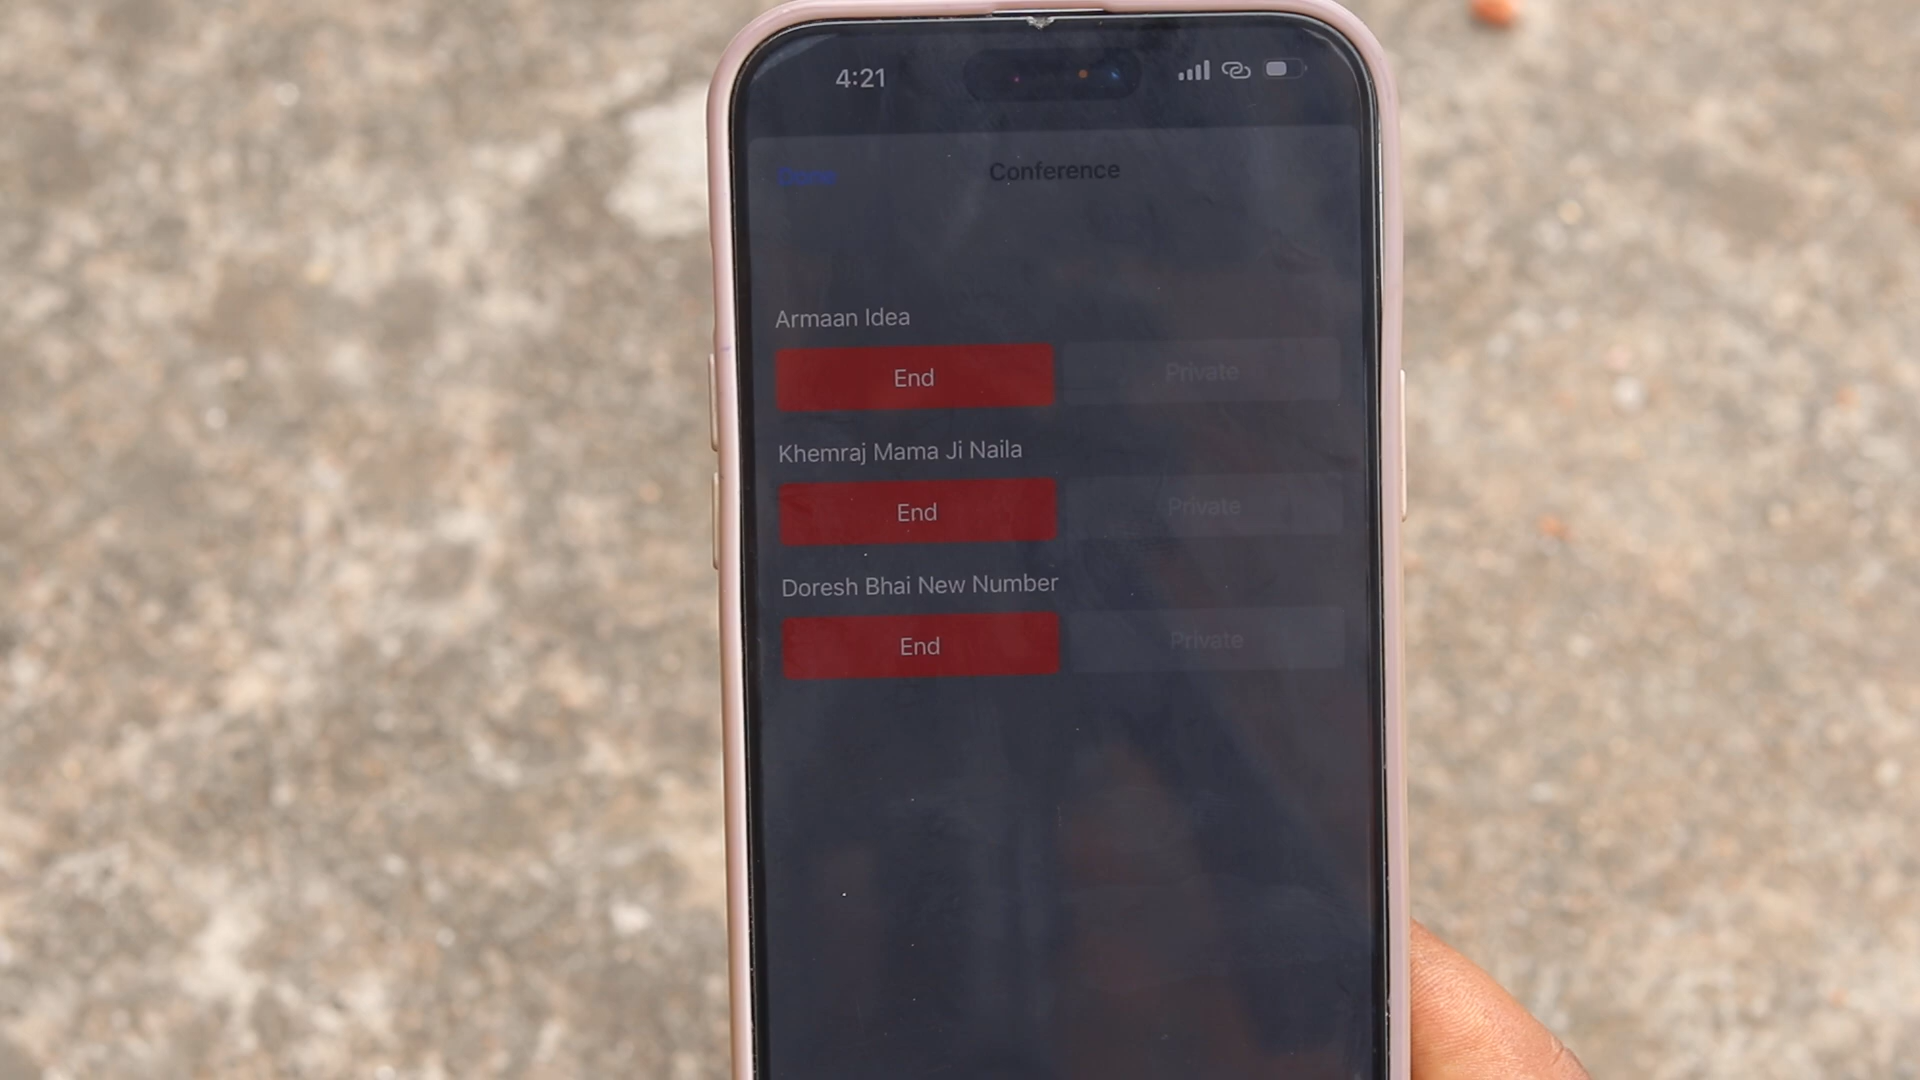 4:21
Done
Conference
Armaan Idea
End
Private
Khemraj Mama Ji Naila
End
Private
Doresh Bhai New Number
End
Private